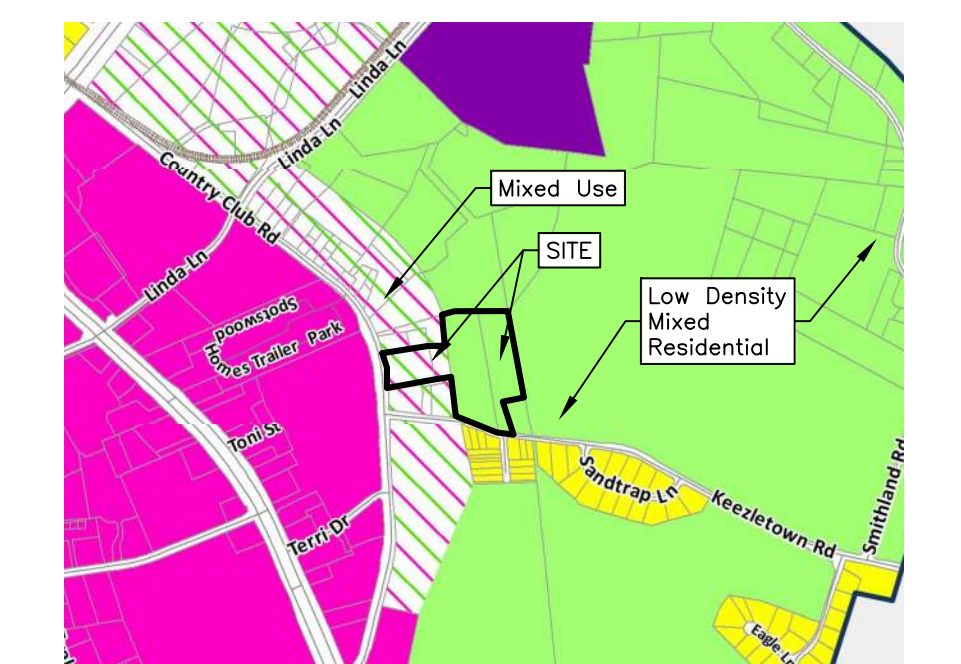 Linda Ln
Linda Ln
Country Club Rd
Mixed Use
SITE
Linda Ln
Low Density
Mixed
Residential
Spotswood
Homes Trailer Park
Toni St
Terri Dr
Sandtrap Ln
Keezletown Rd
Smithland Rd
Eagle Ln